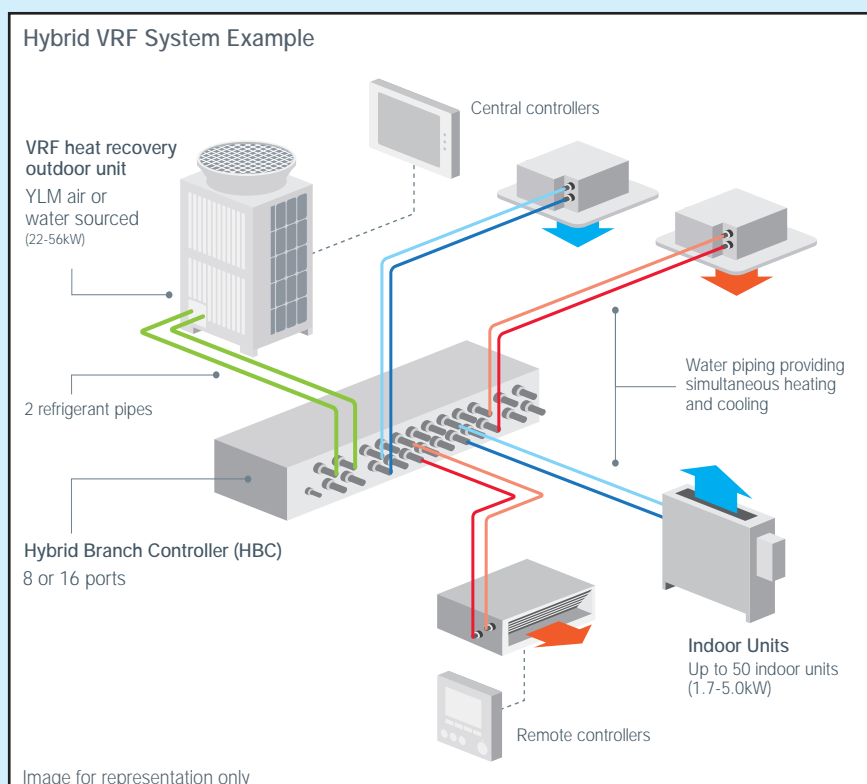 Hybrid VRF System Example
Central controllers
VRF heat recovery
outdoor unit
YLM air or
water sourced
(22-56kW)
Water piping providing
simultaneous heating
and cooling
2 refrigerant pipes
Hybrid Branch Controller (HBC)
8 or 16 ports
Indoor Units
Up to 50 indoor units
(1.7-5.0kW)
Remote controllers
Image for representation only